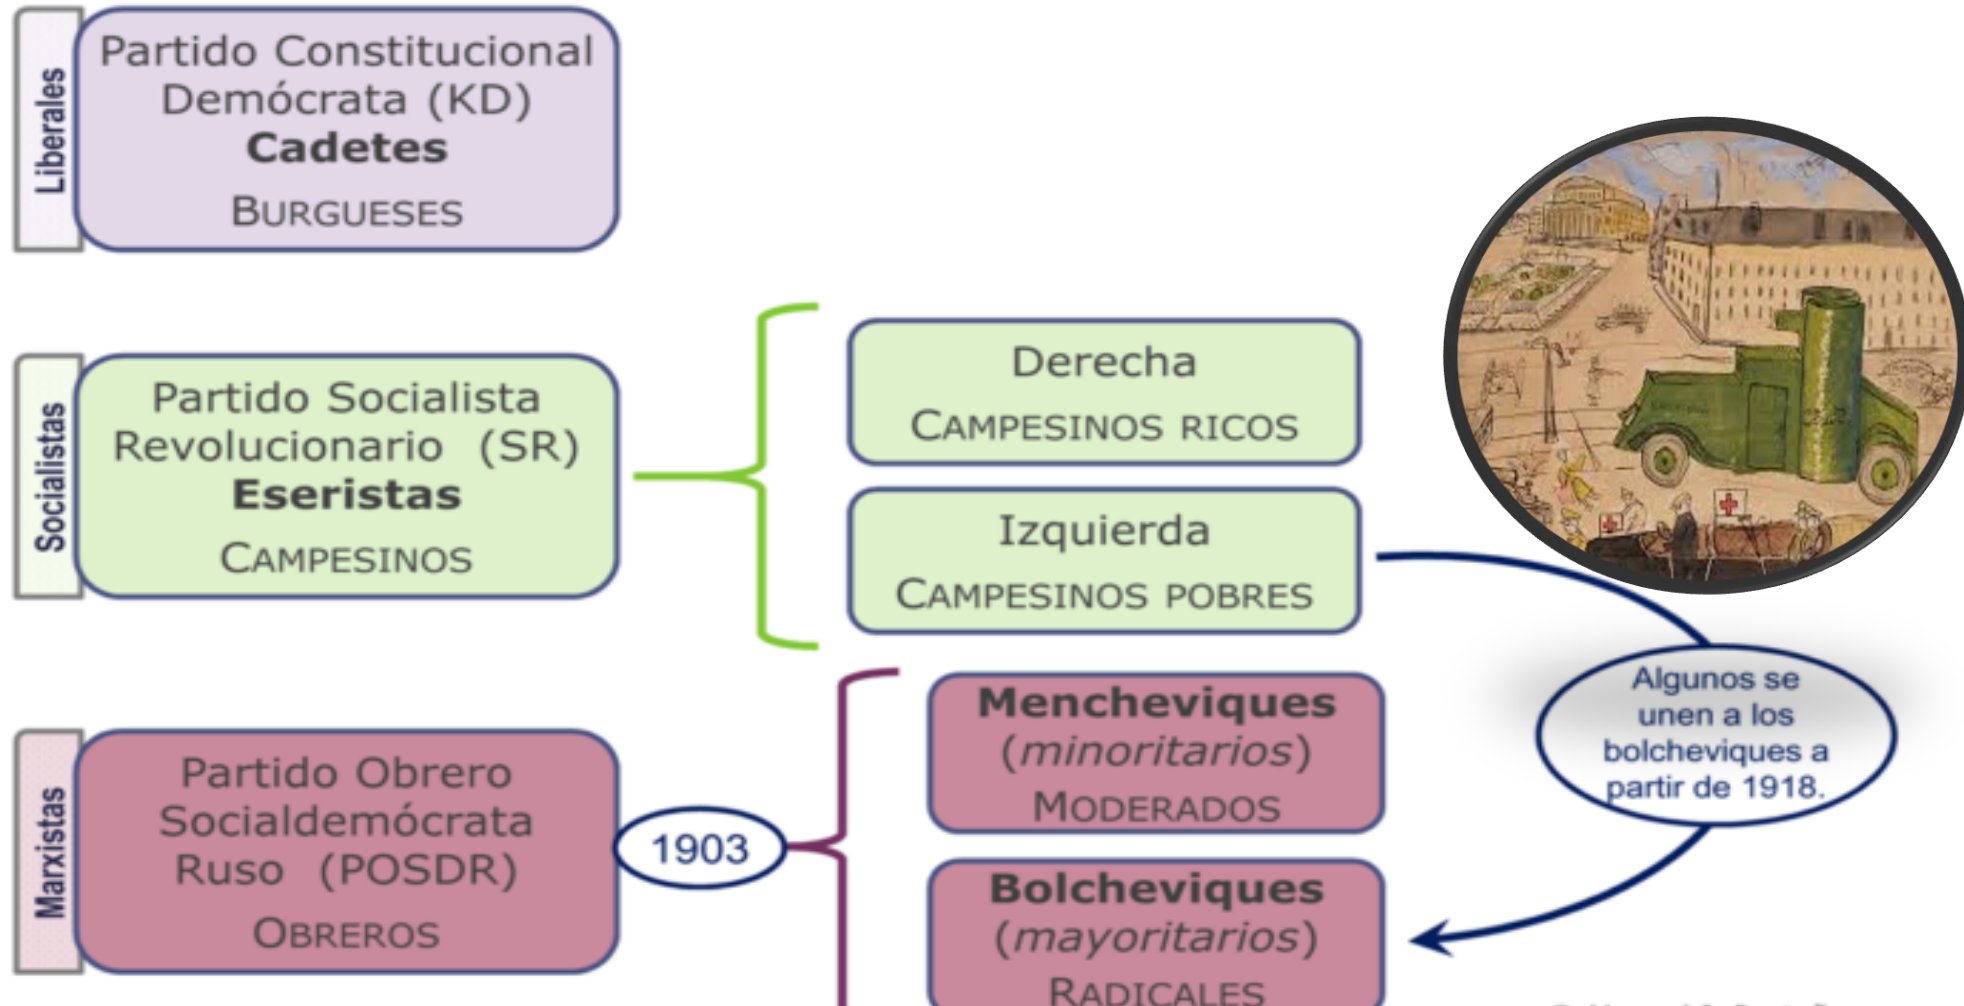 Liberales
Partido Constitucional
Demócrata (KD)
Cadetes
BURGUESES
Socialistas
Partido Socialista
Revolucionario (SR)
Eseristas
CAMPESINOS
Derecha
CAMPESINOS RICOS
Izquierda
CAMPESINOS POBRES
Algunos se
unen a los
bolcheviques a
partir de 1918.
Marxistas
Partido Obrero
Socialdemócrata
Ruso (POSDR)
OBREROS
1903
Mencheviques
(minoritarios)
MODERADOS
Bolcheviques
(mayoritarios)
RADICALES